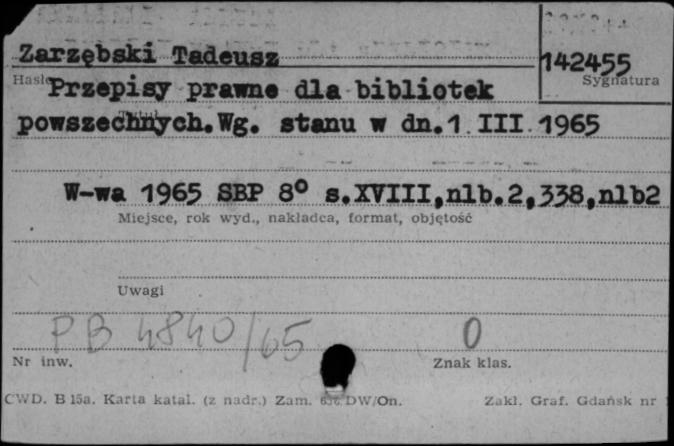 Zarzębski Tadeusz
142455
Hasło
Sygnatura
Przepisy prawne dla bibliotek
powszechnych. Wg. stanu w dn. 1 III 1965
Tytuł
W-wa 1965 SBP 8° s.XVIII,nlb.2,338,nlb2
Miejsce, rok wyd., nakładca, format, objętość
Uwagi
PB 4840/65
0
Nr inw.
Znak klas.
CWD. B 15a. Karta katal. (z nadr.) Zam. DW/On.
Zakł. Graf. Gdańsk nr